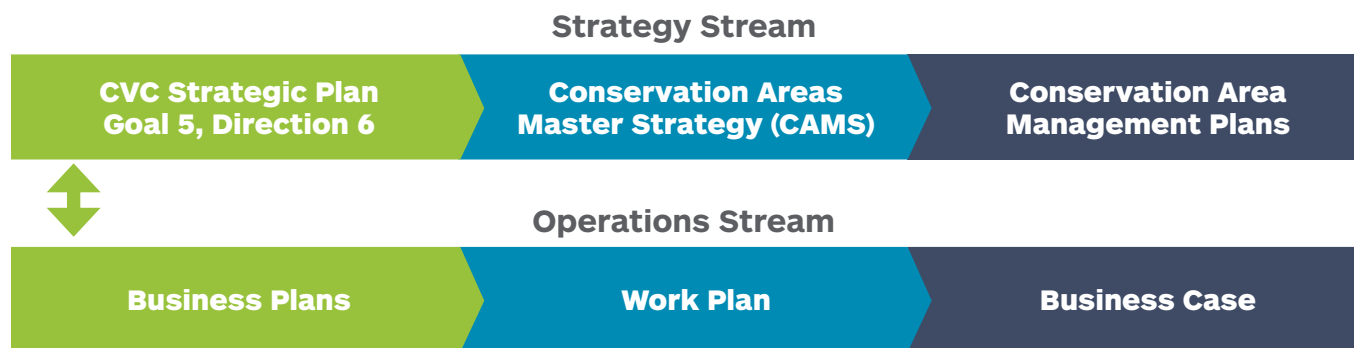 Strategy Stream
CVC Strategic Plan
Goal 5, Direction 6
Conservation Areas
Master Strategy (CAMS)
Conservation Area
Management Plans
Operations Stream
Business Plans
Work Plan
Business Case